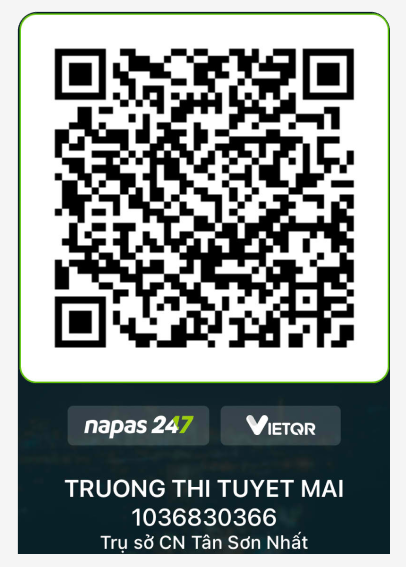 napas 247
VIETQR
TRUONG THI TUYET MAI
1036830366
Trụ sở CN Tân Sơn Nhất